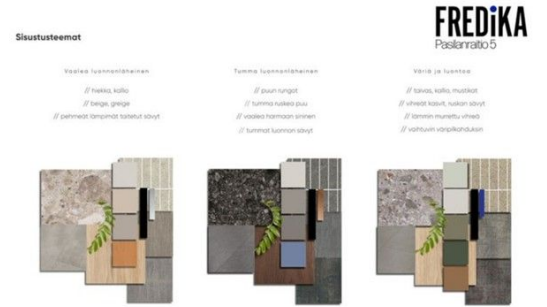 FREDiKA
Pasilanraitio 5
Sisustusteemat
Vaalea luonnonläheinen
// hiekka, kallio
// beige, greige
// pehmeät lämpimät taitetut sävyt
Tumma luonnonläheinen
// puun rungot
// tumma ruskea puu
// vaalea harmaan sininen
// tummat luonnon sävyt
Väriä ja luontoa
// taivas, kallio, mustikat
// vihreät kasvit, ruskan sävyt
// lämmin murrettu vihreä
// vaihtuvin väripilkahduksin